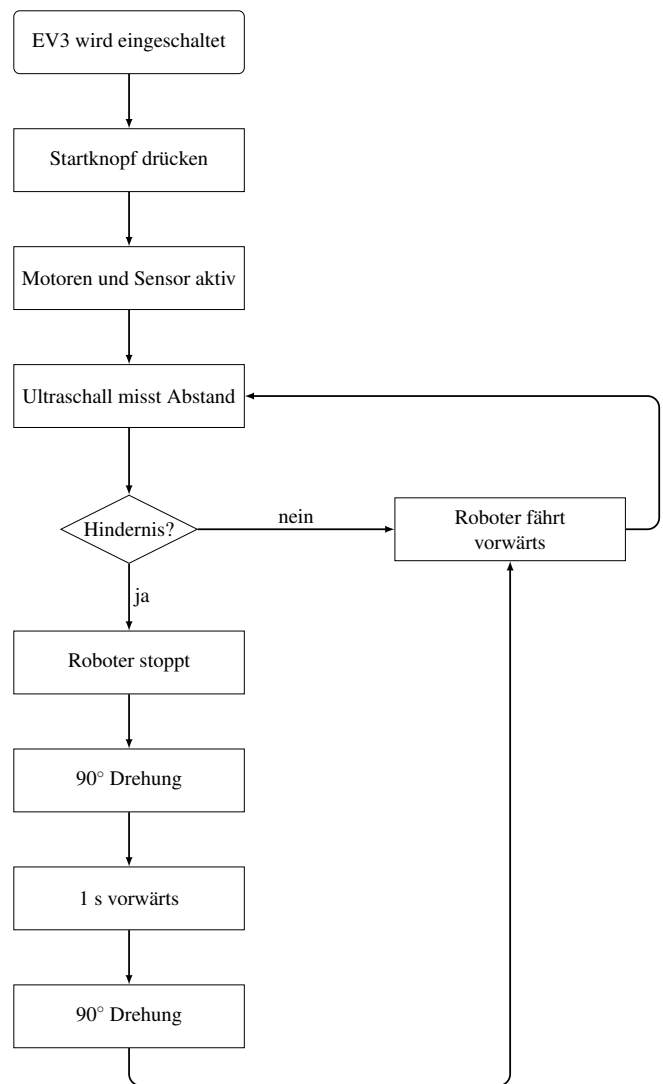 EV3 wird eingeschaltet
Startknopf drücken
Motoren und Sensor aktiv
Ultraschall misst Abstand
Hindernis?
nein
Roboter fährt
vorwärts
ja
Roboter stoppt
90° Drehung
1 s vorwärts
90° Drehung